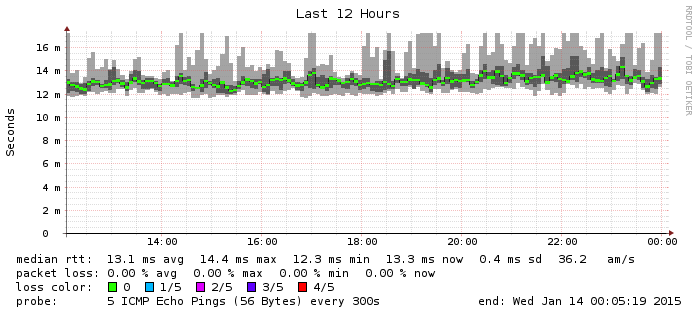 Last 12 Hours
RRDTOOL / TOBI OETIKER
Seconds
16 m
14 m
12 m
10 m
8 m
6 m
4 m
2 m
0
14:00 16:00 18:00 20:00 22:00 00:00
median rtt: 13.1 ms avg 14.4 ms max 12.3 ms min 13.3 ms now 0.4 ms sd 36.2 am/s
packet loss: 0.00 % avg 0.00 % max 0.00 % min 0.00 % now
loss color: 0 1/5 2/5 3/5 4/5
probe: 5 ICMP Echo Pings (56 Bytes) every 300s end: Wed Jan 14 00:05:19 2015